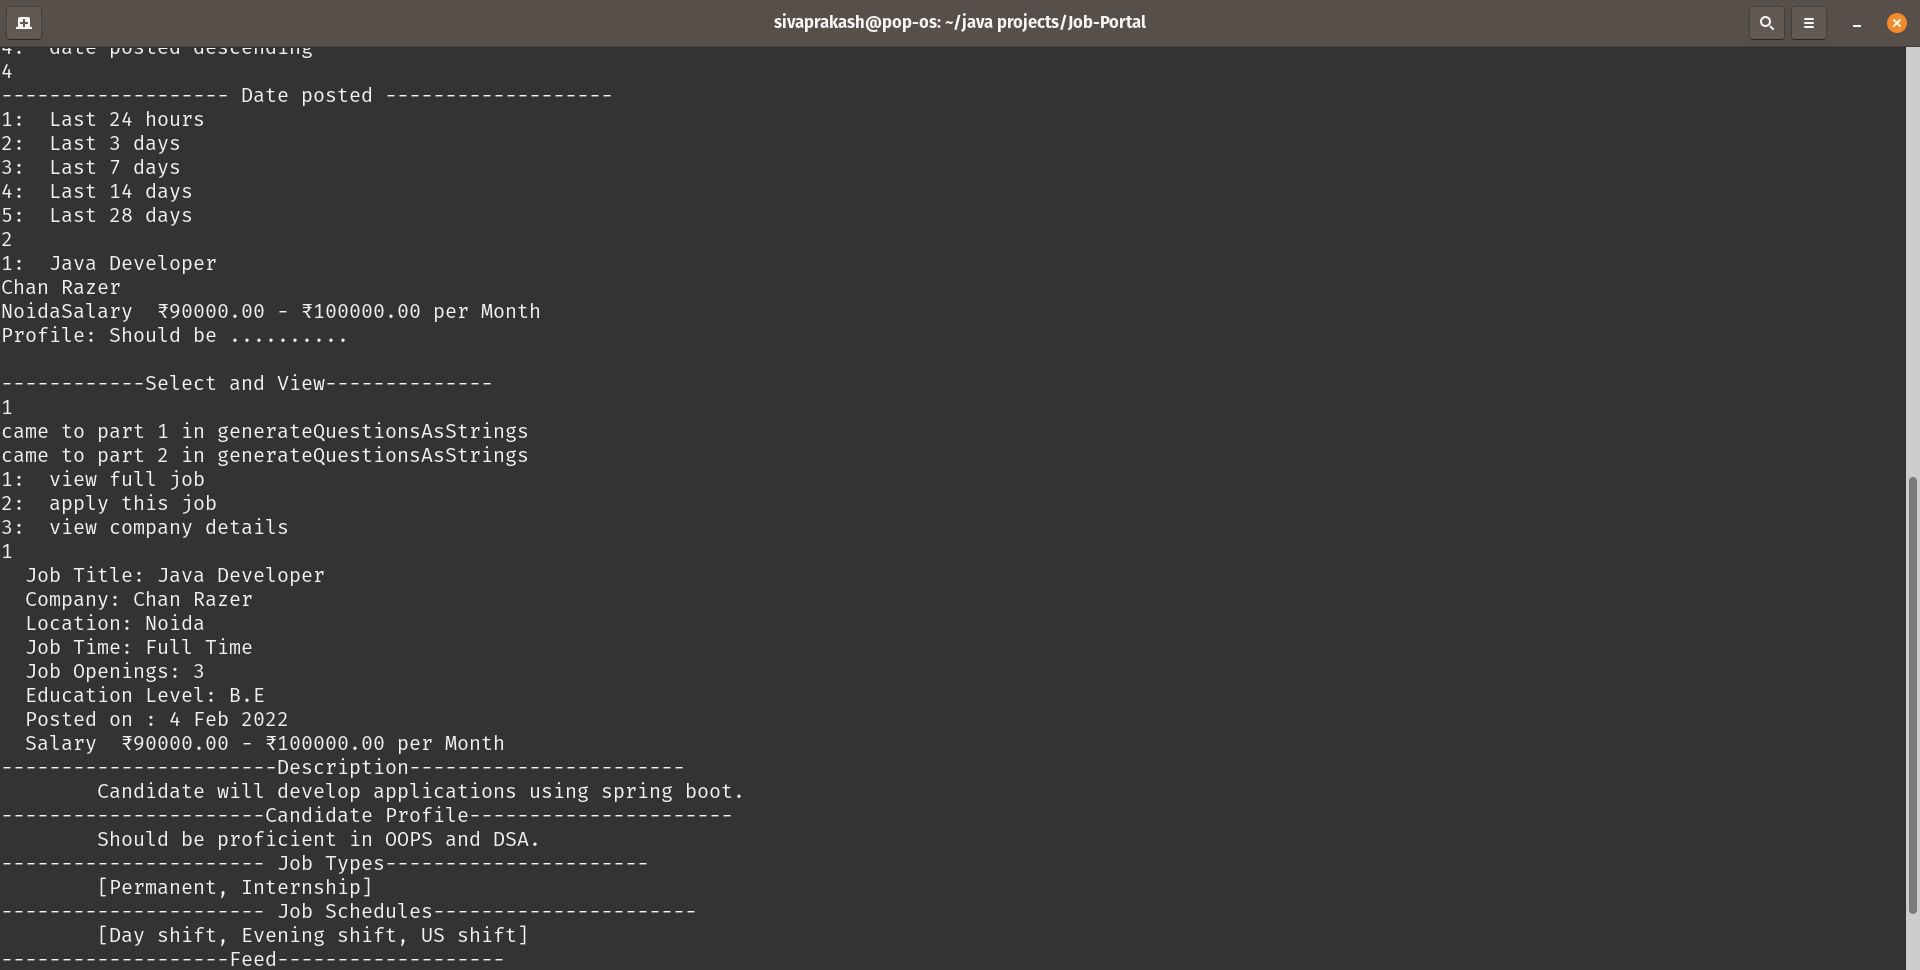 sivaprakash@pop-os: ~/java projects/Job-Portal
4:  date posted descending
4
------------------- Date posted -------------------
1:  Last 24 hours
2:  Last 3 days
3:  Last 7 days
4:  Last 14 days
5:  Last 28 days
2
1:  Java Developer
Chan Razer
NoidaSalary  ₹90000.00 - ₹100000.00 per Month
Profile: Should be ..........
------------Select and View--------------
1
came to part 1 in generateQuestionsAsStrings
came to part 2 in generateQuestionsAsStrings
1:  view full job
2:  apply this job
3:  view company details
1
  Job Title: Java Developer
  Company: Chan Razer
  Location: Noida
  Job Time: Full Time
  Job Openings: 3
  Education Level: B.E
  Posted on : 4 Feb 2022
  Salary  ₹90000.00 - ₹100000.00 per Month
-----------------------Description-----------------------
        Candidate will develop applications using spring boot.
----------------------Candidate Profile----------------------
        Should be proficient in OOPS and DSA.
---------------------- Job Types----------------------
        [Permanent, Internship]
---------------------- Job Schedules----------------------
        [Day shift, Evening shift, US shift]
-------------------Feed-------------------